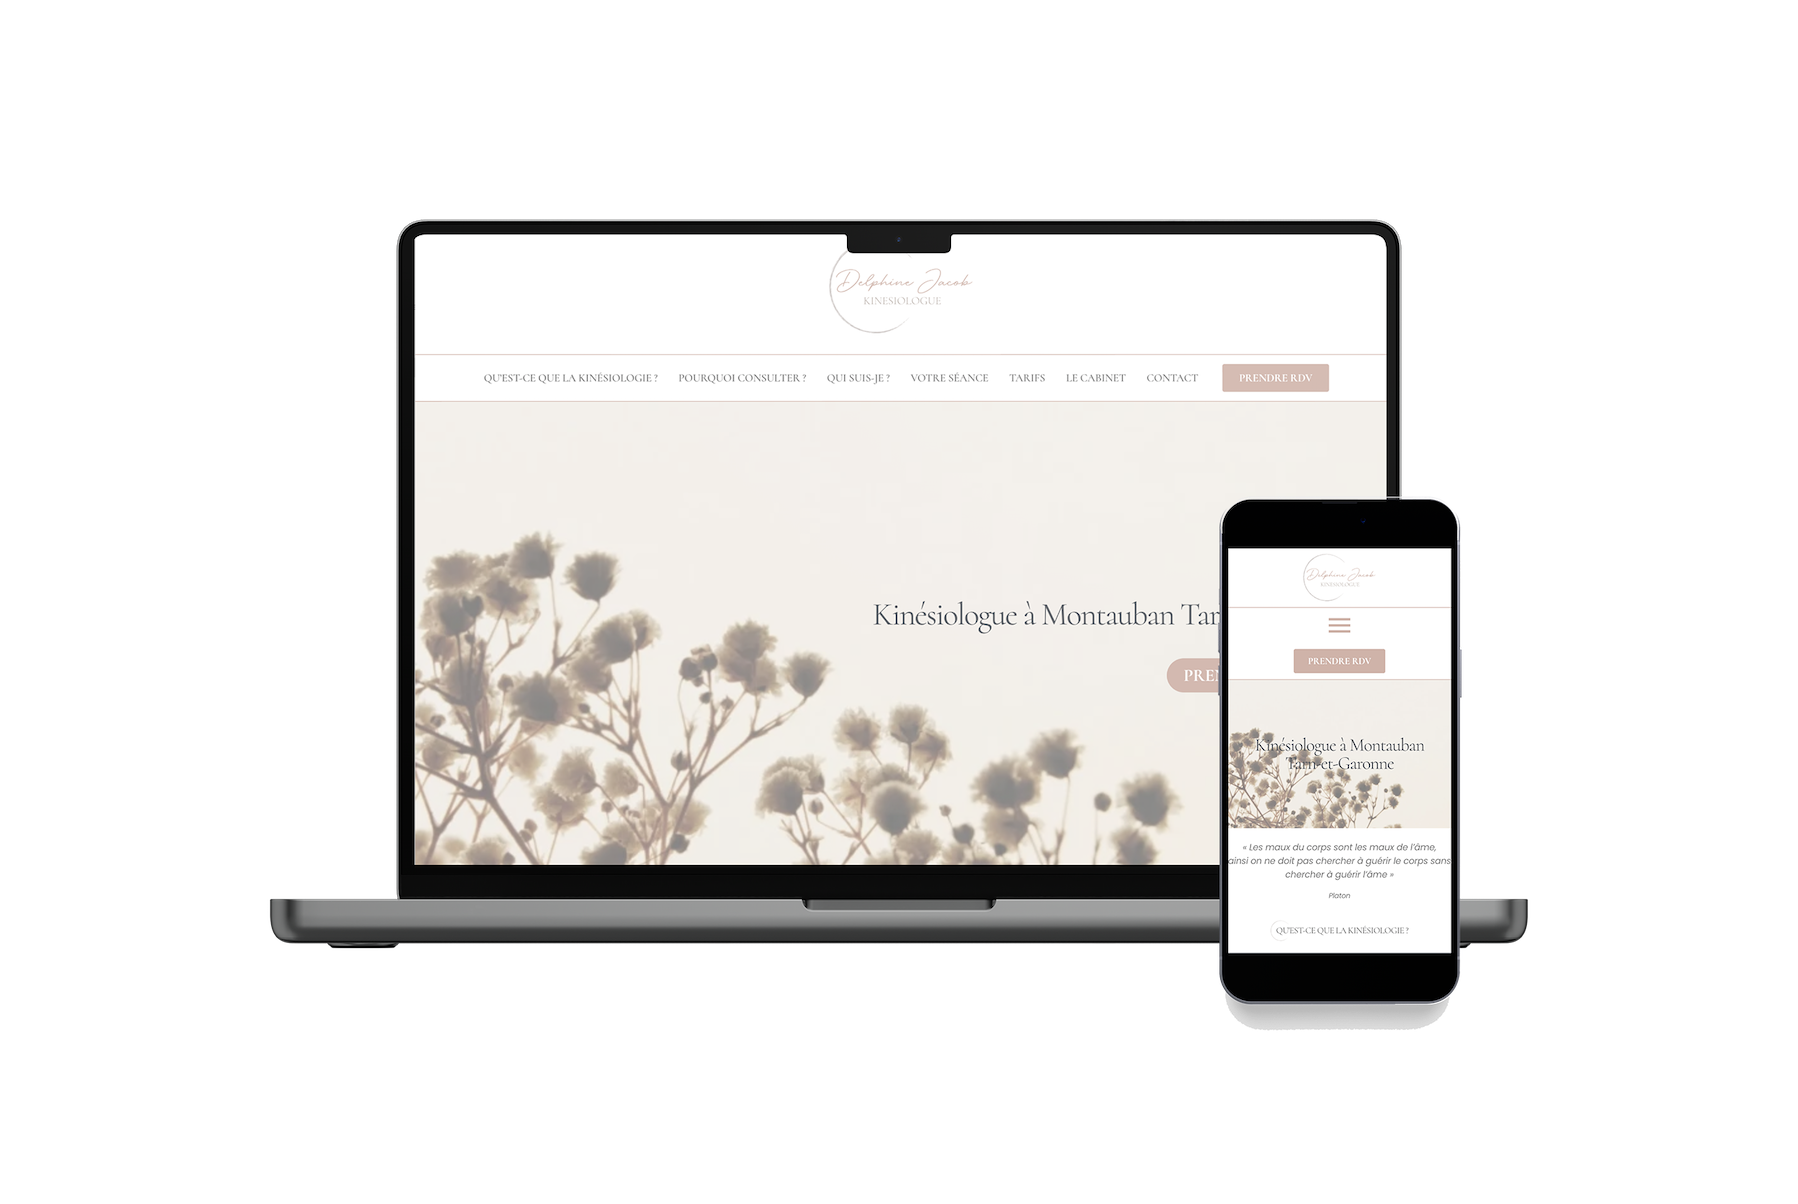 Delphine Jacob
KINESIOLOGUE
QU'EST-CE QUE LA KINÉSIOLOGIE ? POURQUOI CONSULTER ? QUI SUIS-JE ? VOTRE SÉANCE TARIFS LE CABINET CONTACT PRENDRE RDV
Kinésiologue à Montauban Tar
PREN
Delphine Jacob
KINESIOLOGUE
PRENDRE RDV
Kinésiologue à Montauban
Tarn-et-Garonne
« Les maux du corps sont les maux de l'âme,
ainsi on ne doit pas chercher à guérir le corps sans
chercher à guérir l'âme »
Platon
QU'EST-CE QUE LA KINÉSIOLOGIE ?